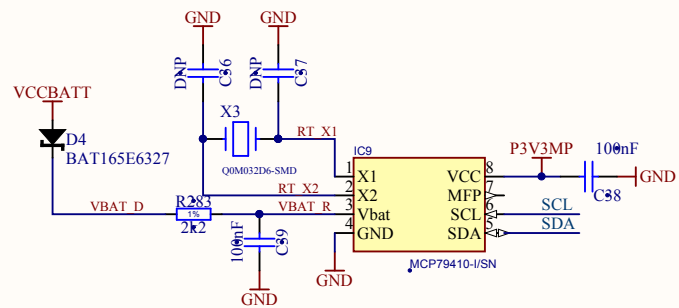 GND
GND
DNP
C36
DNP
C37
VCCBATT
X3
D4
BAT165E6327
RT_X1
Q0M032D6-SMD
IC9
P3V3MP
100nF
1
X1
VCC
8
GND
RT_X2
2
X2
MFP
7
C38
R283
VBAT_D
1%
VBAT_R
3
Vbat
SCL
6
SCL
2k2
4
GND
SDA
5
SDA
100nF
C39
MCP79410-I/SN
GND
GND